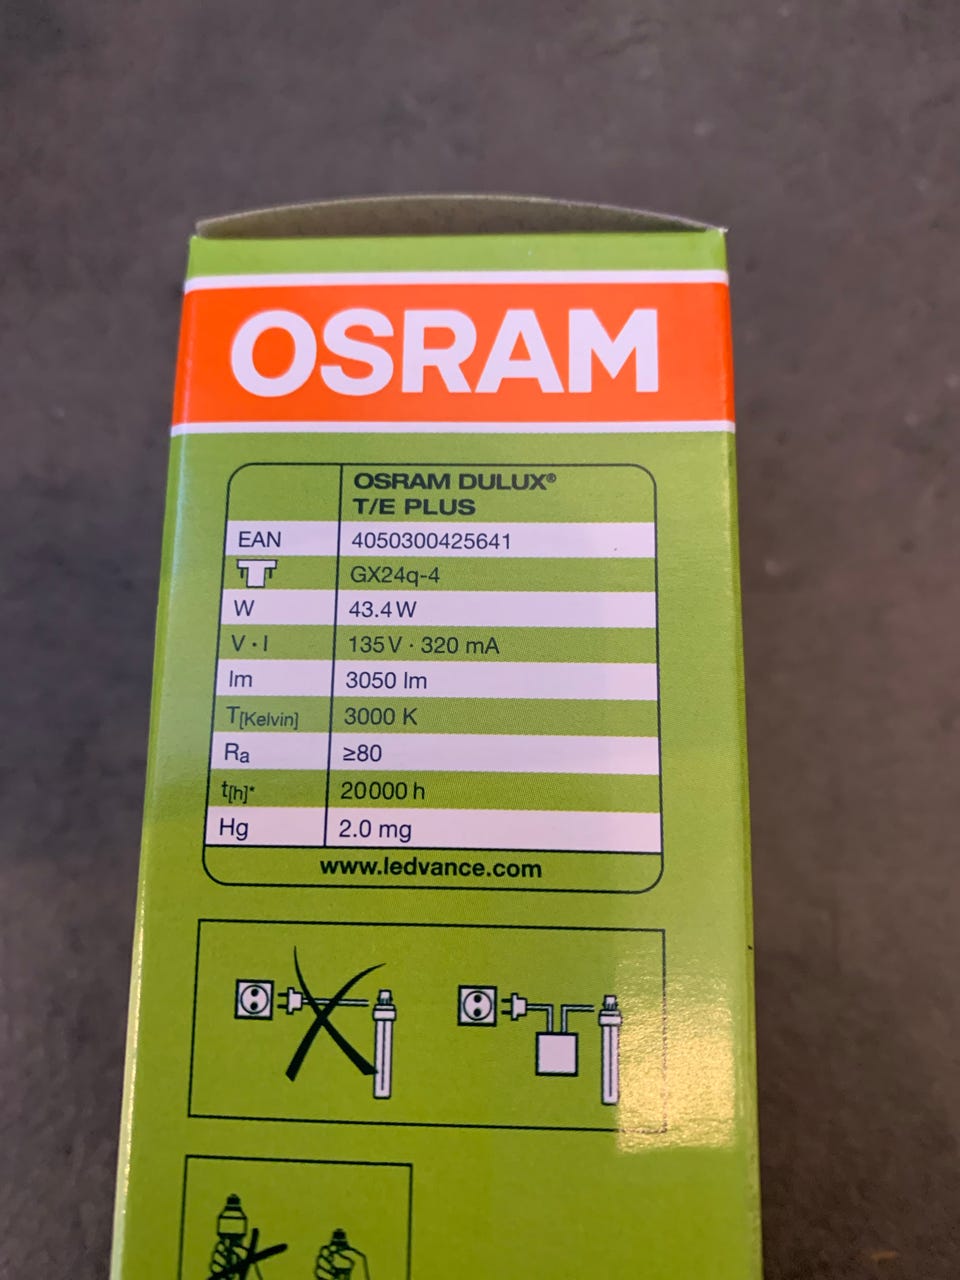 OSRAM
OSRAM DULUX®
T/E PLUS
EAN 4050300425641
GX24q-4
W 43.4 W
V · I 135 V · 320 mA
lm 3050 lm
T[Kelvin] 3000 K
Ra ≥80
t[h]* 20000 h
Hg 2.0 mg
www.ledvance.com